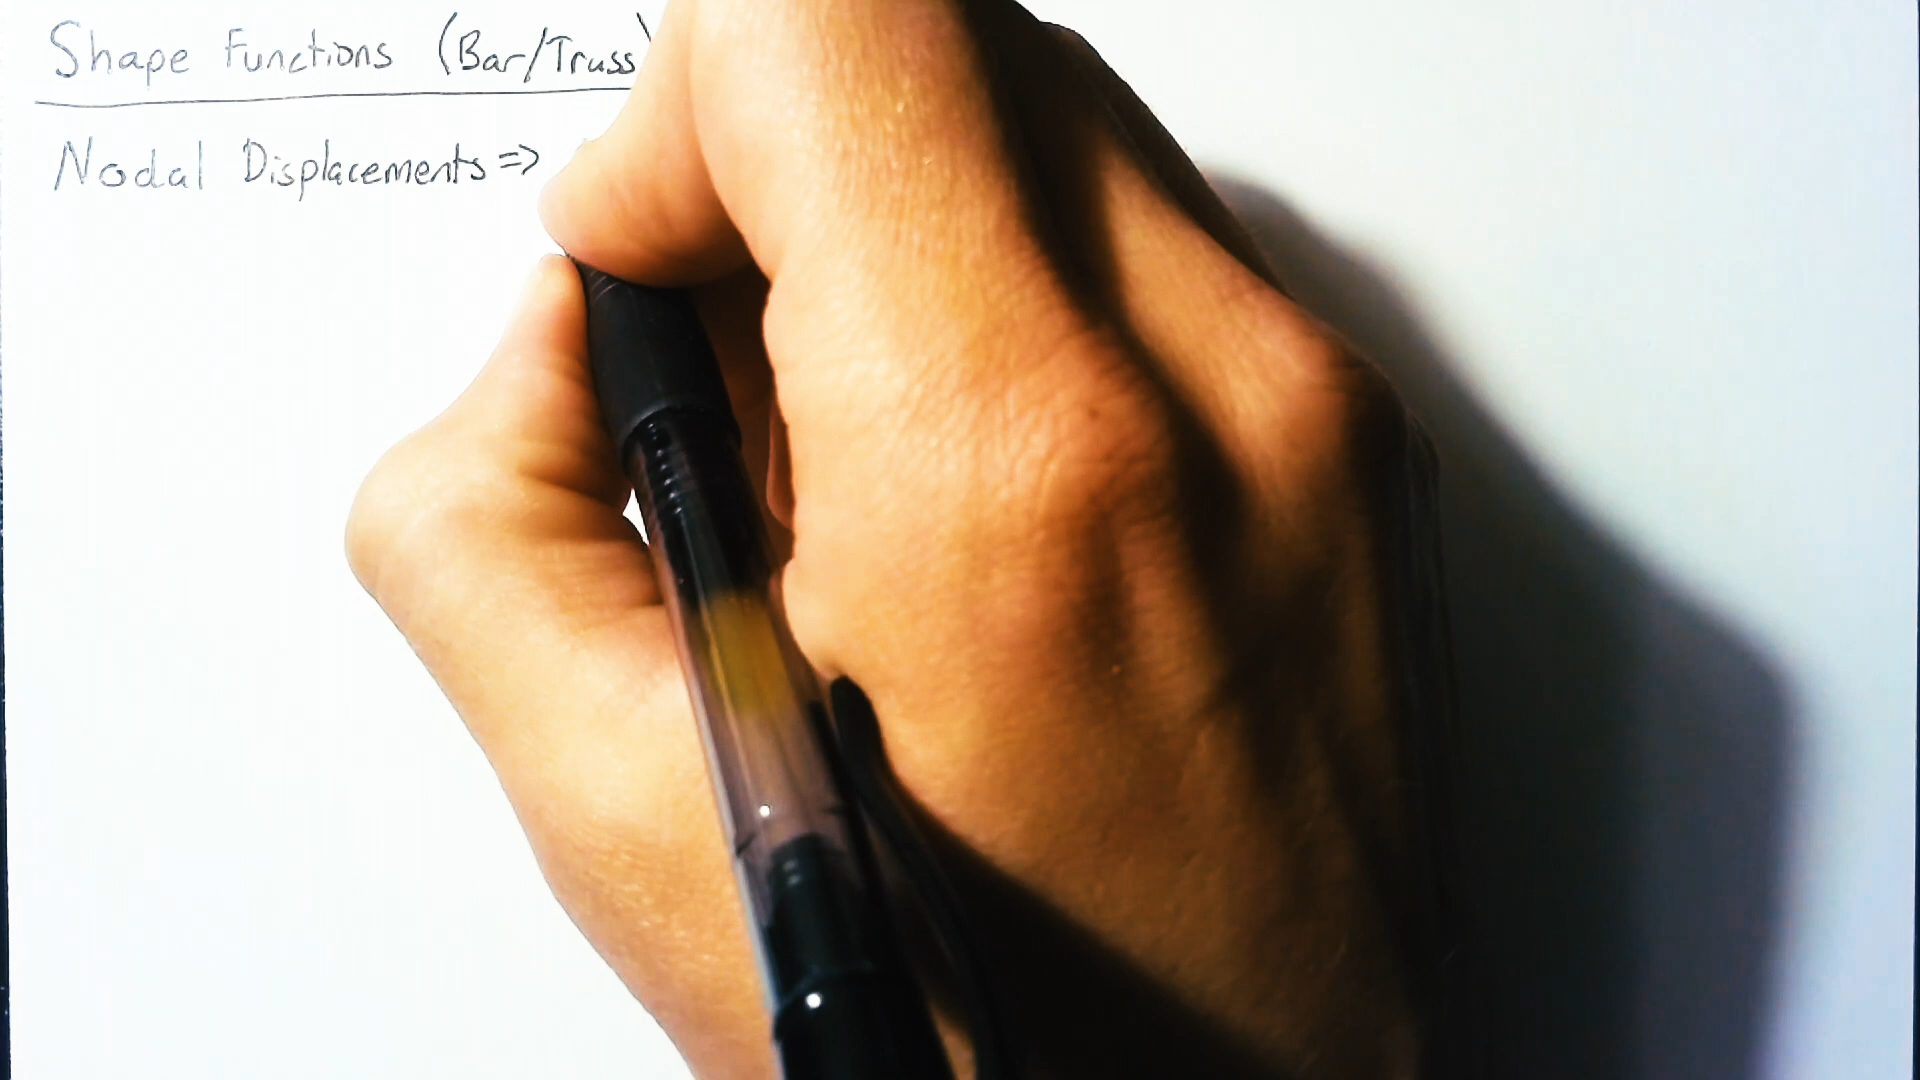 Shape Functions (Bar/Truss)
Nodal Displacements =>